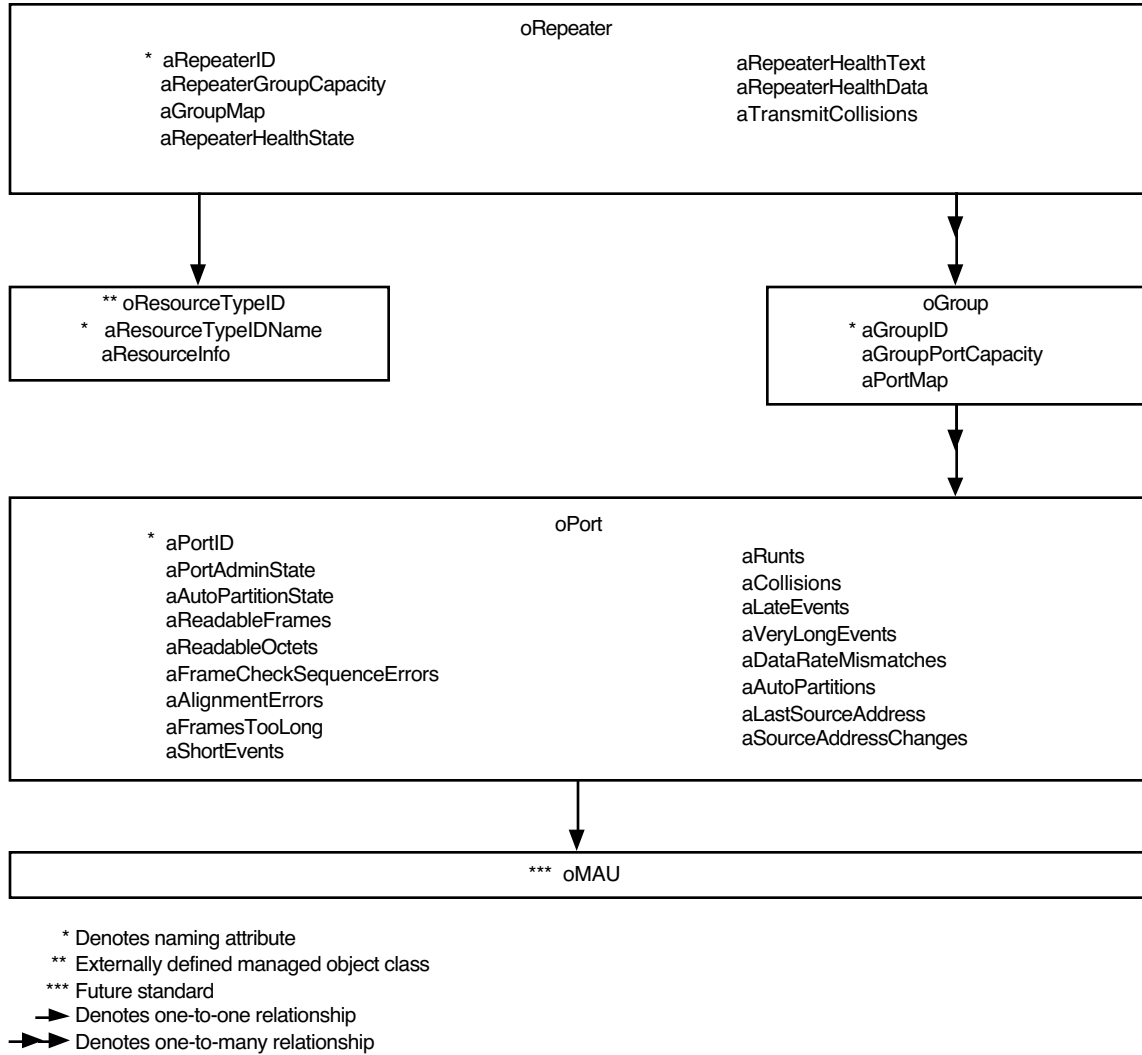 oRepeater
* aRepeaterID
aRepeaterGroupCapacity
aGroupMap
aRepeaterHealthState
aRepeaterHealthText
aRepeaterHealthData
aTransmitCollisions
** oResourceTypeID
* aResourceTypeIDName
aResourceInfo
oGroup
* aGroupID
aGroupPortCapacity
aPortMap
oPort
* aPortID
aPortAdminState
aAutoPartitionState
aReadableFrames
aReadableOctets
aFrameCheckSequenceErrors
aAlignmentErrors
aFramesTooLong
aShortEvents
aRunts
aCollisions
aLateEvents
aVeryLongEvents
aDataRateMismatches
aAutoPartitions
aLastSourceAddress
aSourceAddressChanges
*** oMAU
* Denotes naming attribute
** Externally defined managed object class
*** Future standard
Denotes one-to-one relationship
Denotes one-to-many relationship